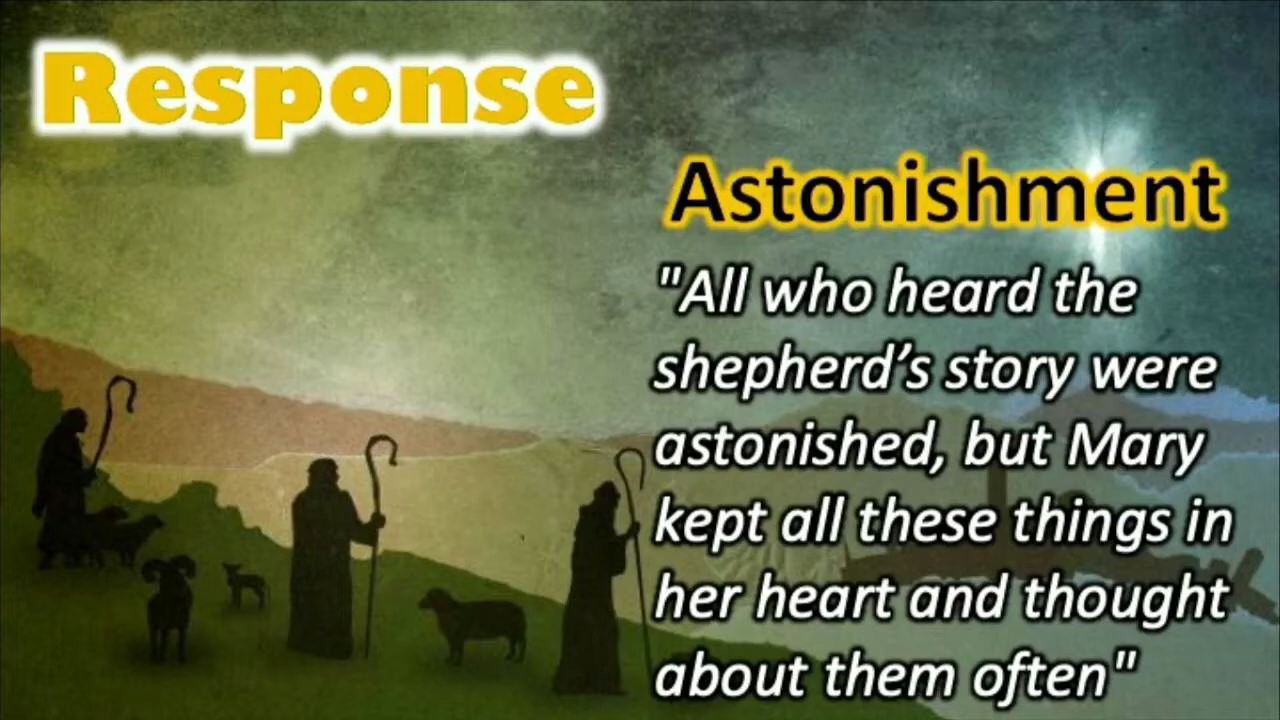 Response
Astonishment
"All who heard the
shepherd’s story were
astonished, but Mary
kept all these things in
her heart and thought
about them often"